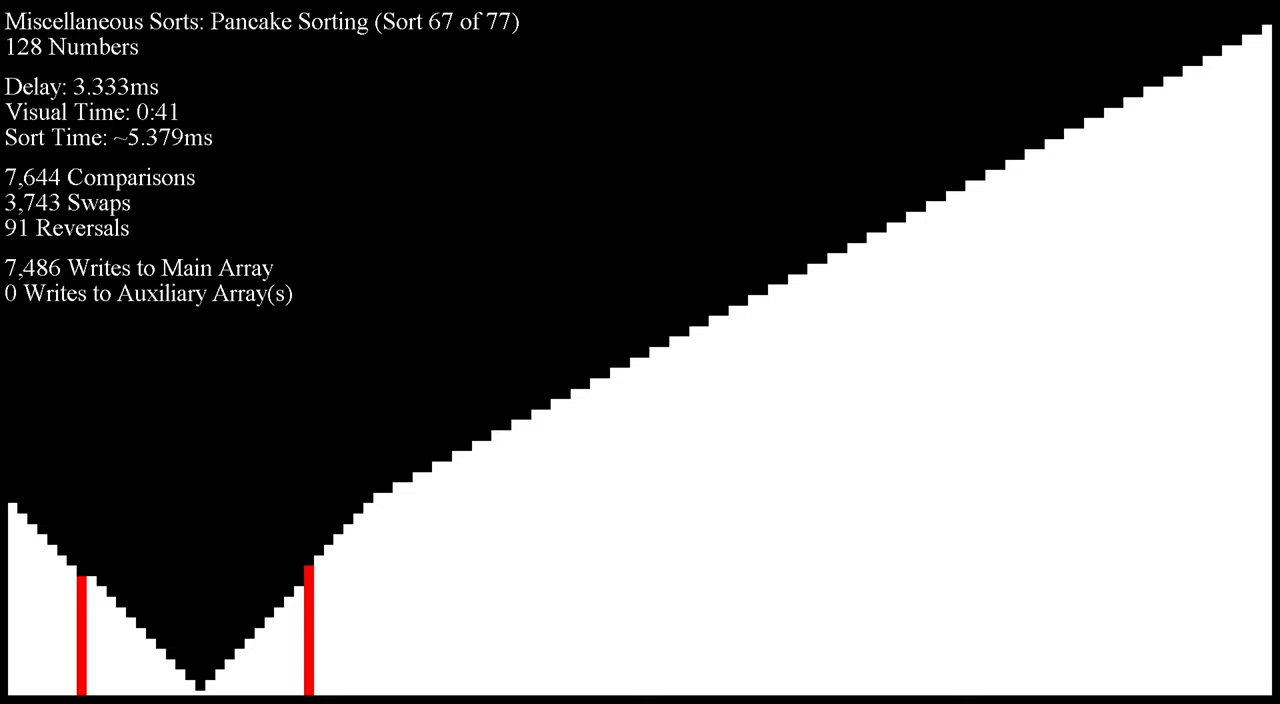 Miscellaneous Sorts: Pancake Sorting (Sort 67 of 77)
128 Numbers
Delay: 3.333ms
Visual Time: 0:41
Sort Time: ~5.379ms
7,644 Comparisons
3,743 Swaps
91 Reversals
7,486 Writes to Main Array
0 Writes to Auxiliary Array(s)